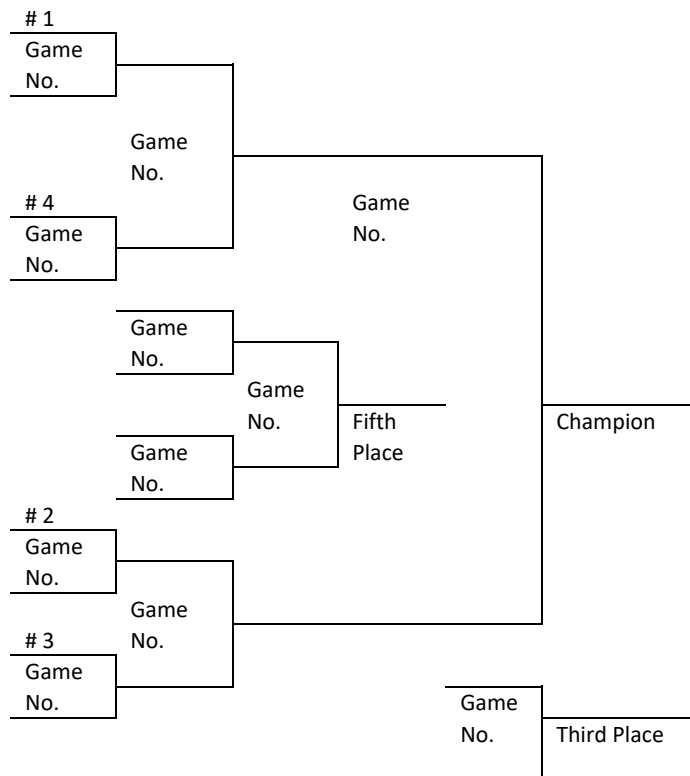 # 1
Game
No.
Game
No.
# 4
Game
No.
Game
No.
Game
No.
Game
No.
Fifth
Place
Champion
Game
No.
# 2
Game
No.
Game
No.
# 3
Game
No.
Game
No.
Third Place